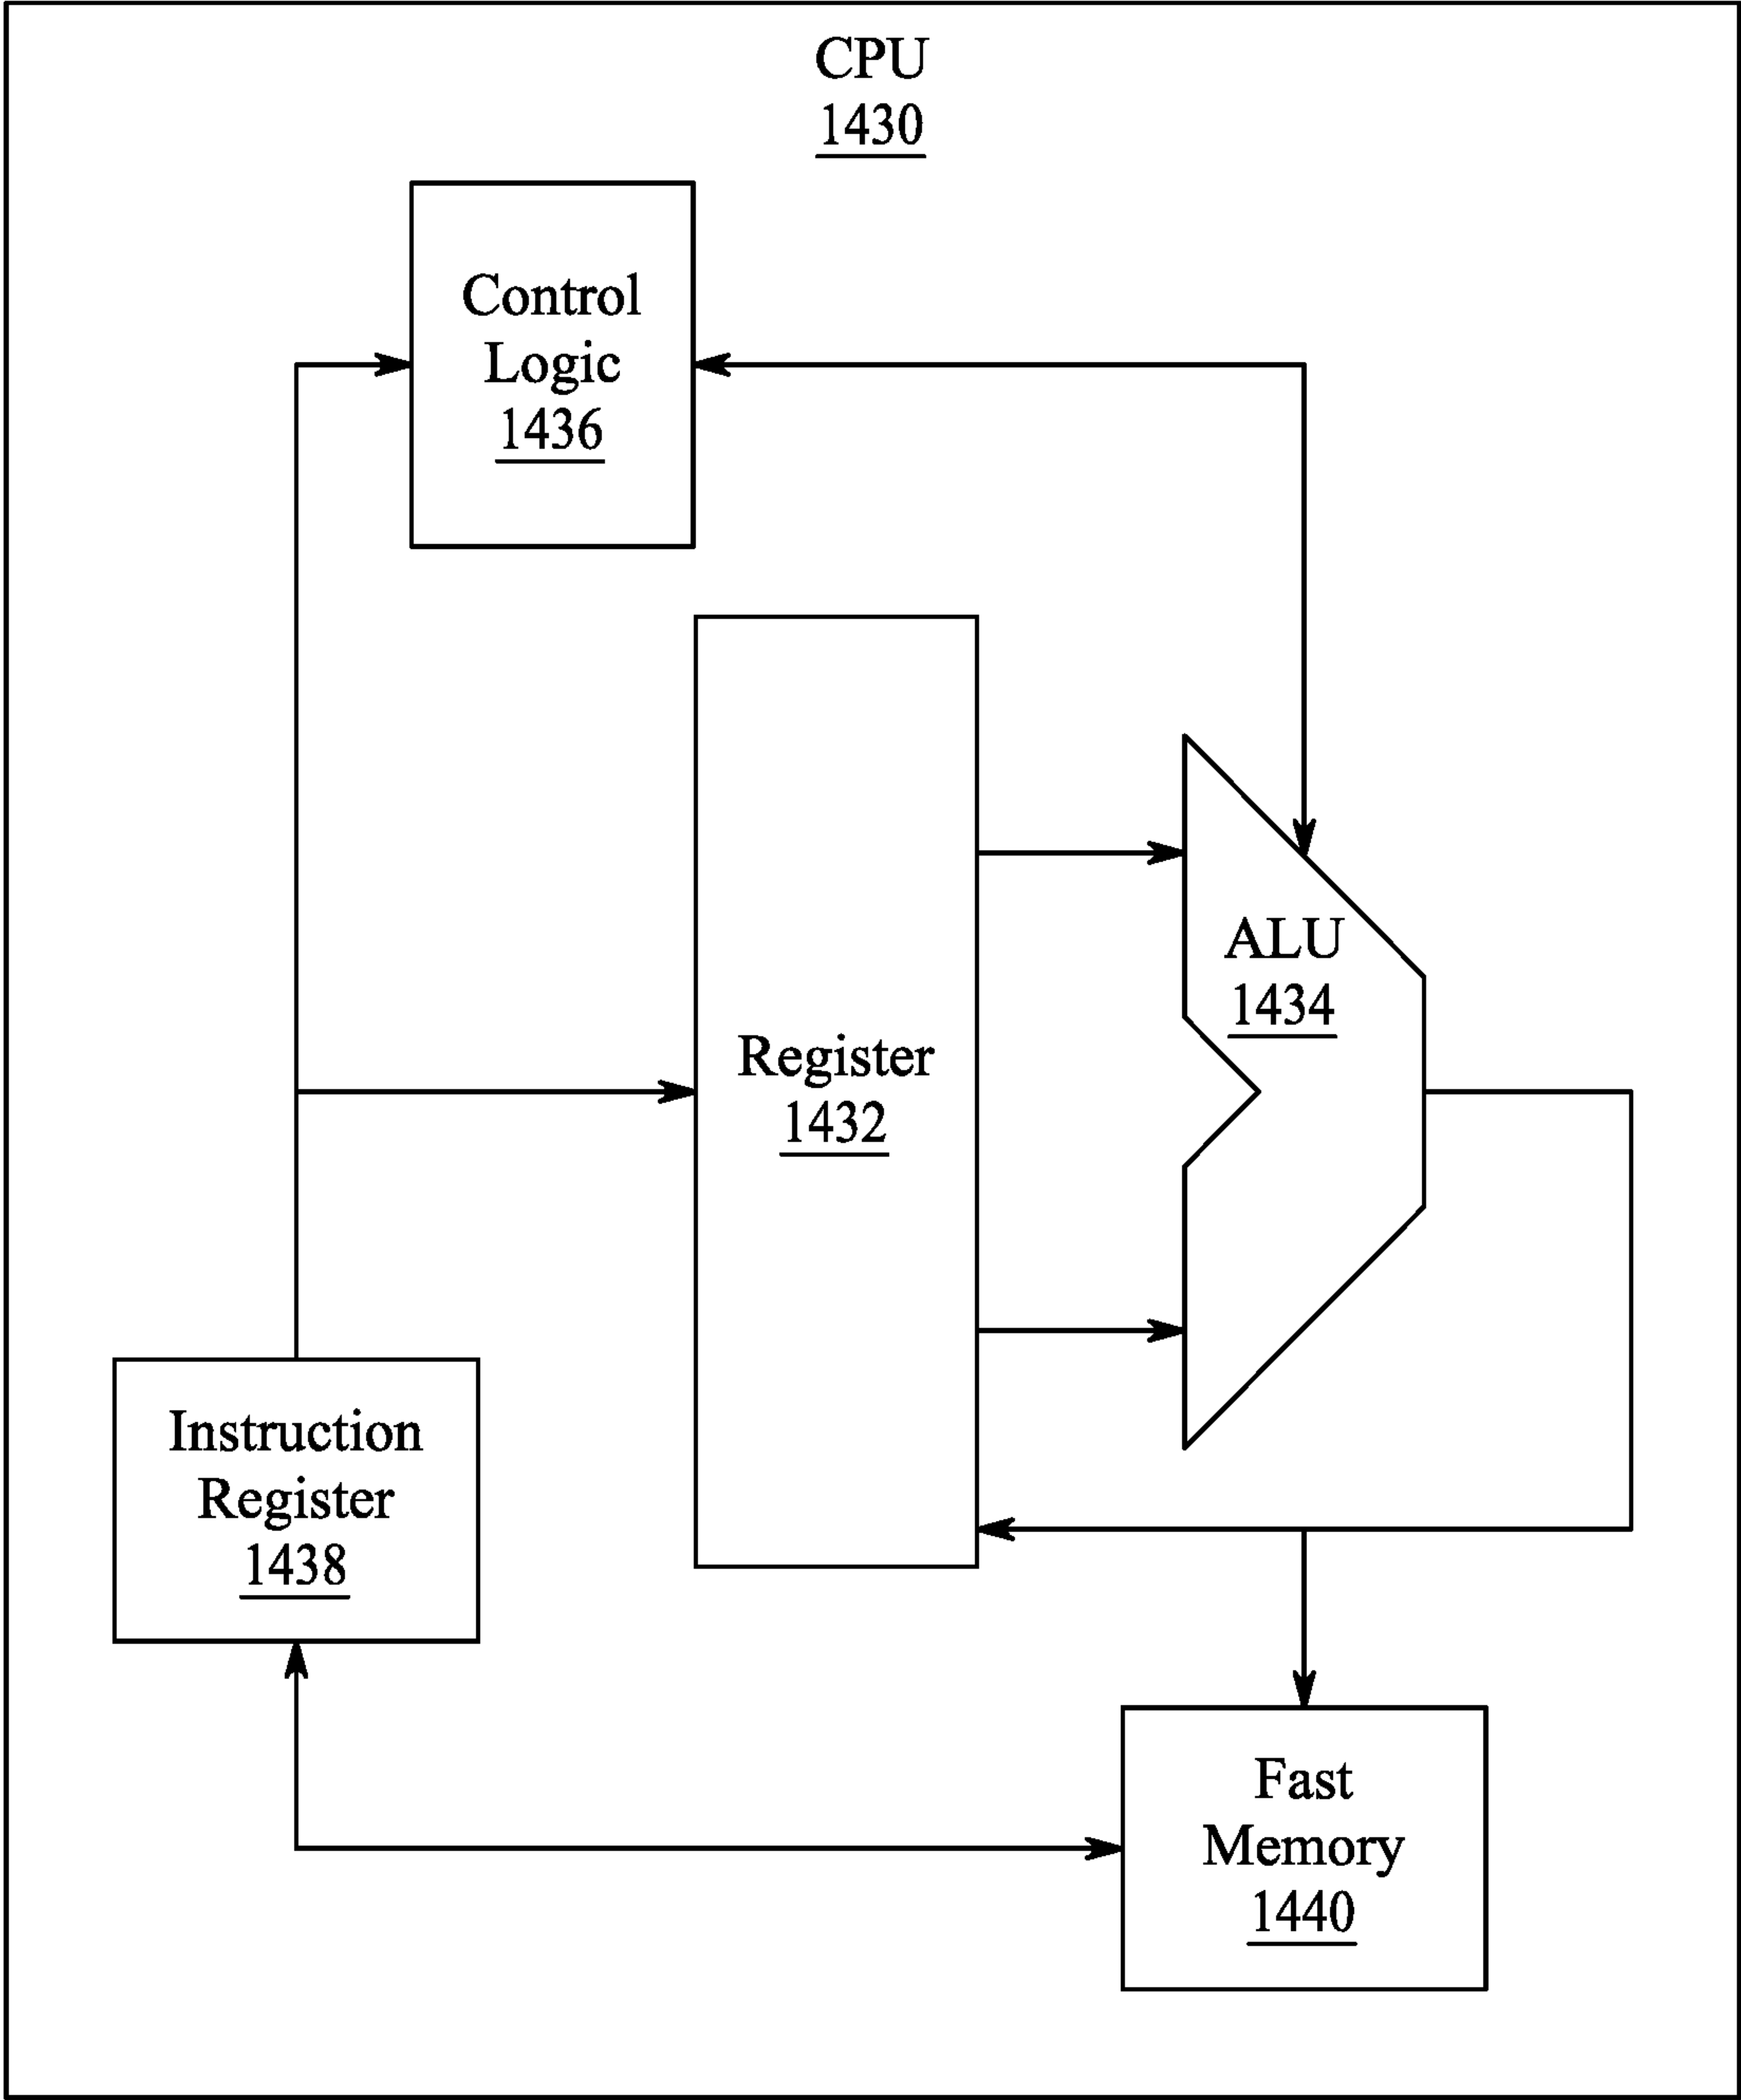 CPU
1430
Control
Logic
1436
ALU
1434
Register
1432
Instruction
Register
1438
Fast
Memory
1440